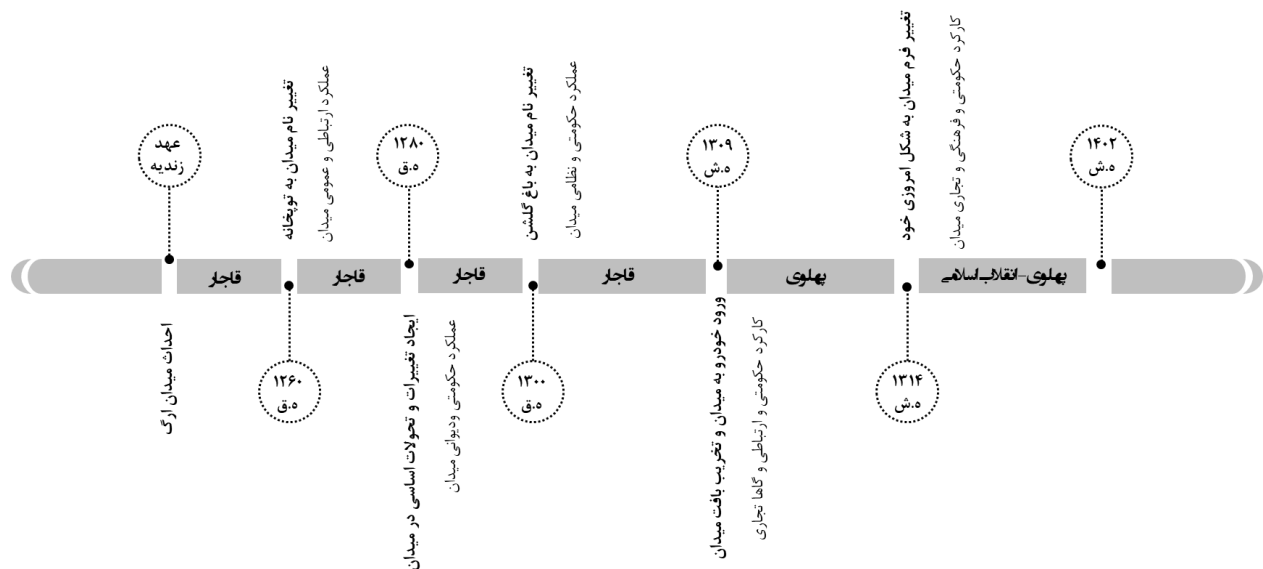 عهد
زندیه
احداث میدان ارگ
قاجار
تغییر نام میدان به توپخانه
عملکرد ارتباطی و عمومی میدان
۱۲۶۰
ه.ق
قاجار
۱۲۸۰
ه.ق
ایجاد تغییرات و تحولات اساسی در میدان
عملکرد حکومتی ودیوانی میدان
قاجار
تغییر نام میدان به باغ گلشن
عملکرد حکومتی و نظامی میدان
۱۳۰۰
ه.ق
قاجار
۱۳۰۹
ه.ش
ورود خودرو به میدان و تخریب بافت میدان
کارکرد حکومتی و ارتباطی و گاها تجاری
پهلوی
تغییر فرم میدان به شکل امروزی خود
کارکرد حکومتی و فرهنگی و تجاری میدان
۱۳۱۴
ه.ش
پهلوی-انقلاب اسلامی
۱۴۰۲
ه.ش